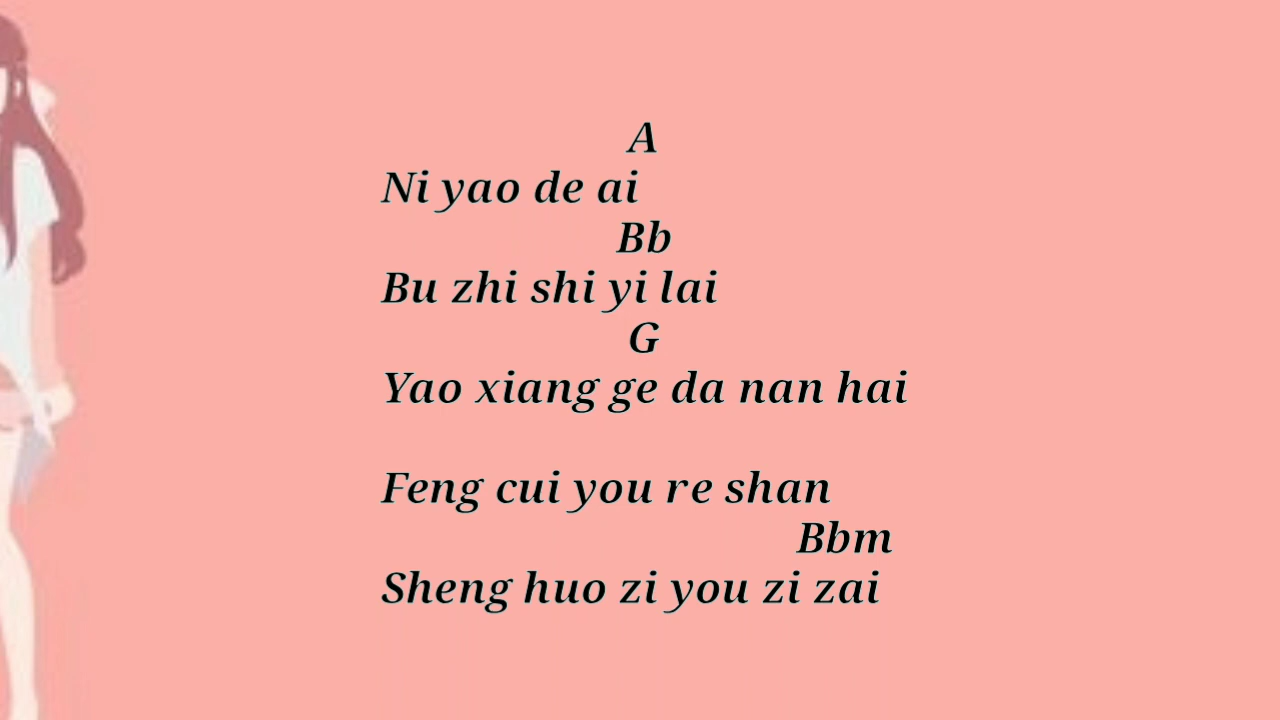 A
Ni yao de ai
Bb
Bu zhi shi yi lai
G
Yao xiang ge da nan hai
Feng cui you re shan
Bbm
Sheng huo zi you zi zai